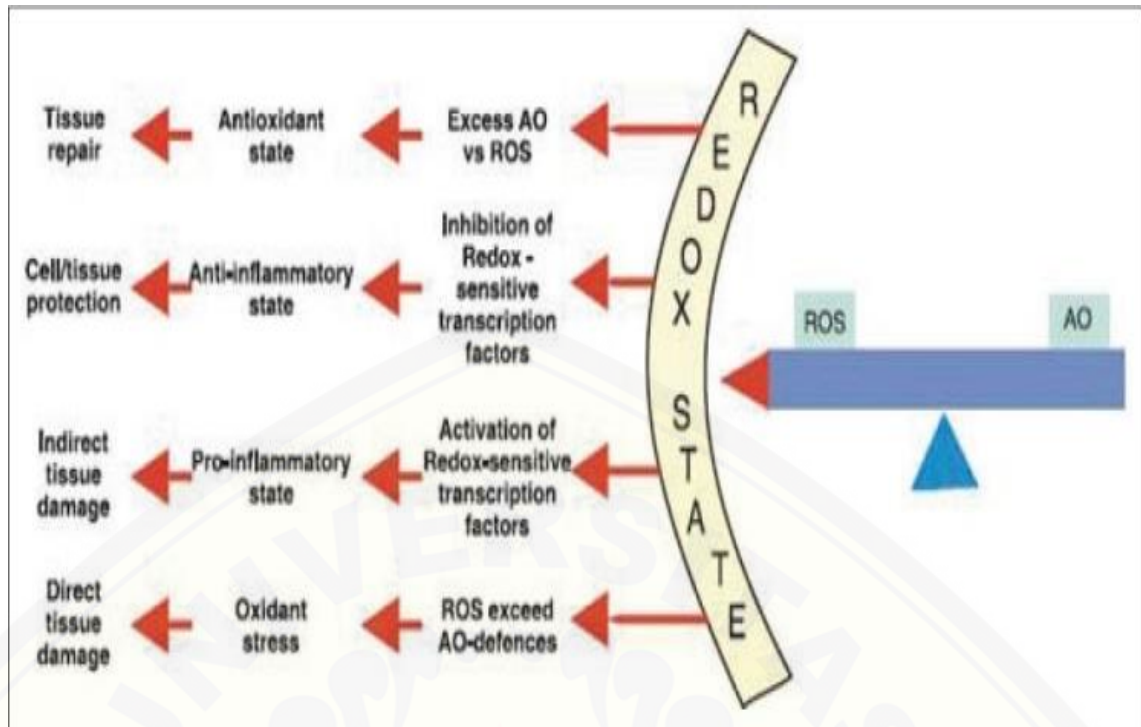 Tissue
repair
Antioxidant
state
Excess AO
vs ROS
Cell/tissue
protection
Anti-inflammatory
state
Inhibition of
Redox -
sensitive
transcription
factors
Indirect
tissue
damage
Pro-inflammatory
state
Activation of
Redox-sensitive
transcription
factors
Direct
tissue
damage
Oxidant
stress
ROS exceed
AO-defences
REDOX STATE
ROS
AO